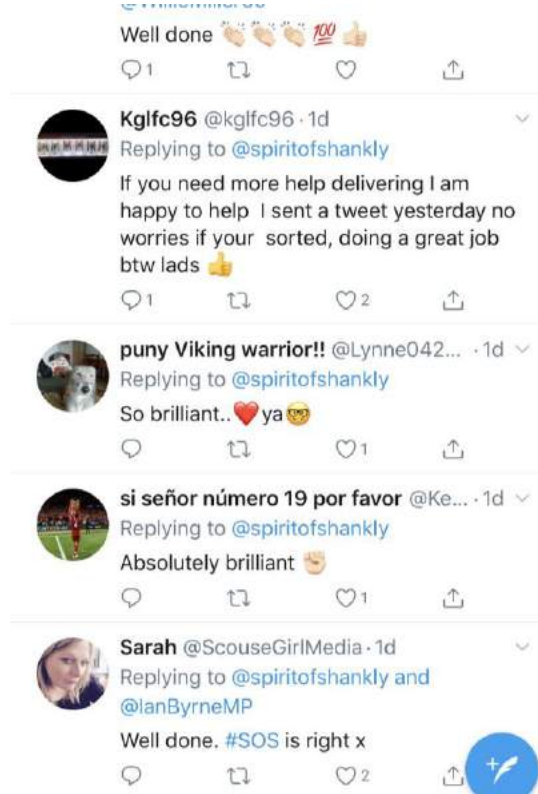 Well done 👏🏻👏🏻👏🏻💯👍🏻
1
Kglfc96 @kglfc96 · 1d
Replying to @spiritofshankly
If you need more help delivering I am
happy to help I sent a tweet yesterday no
worries if your sorted, doing a great job
btw lads 👍
1 2
puny Viking warrior!! @Lynne042... · 1d
Replying to @spiritofshankly
So brilliant..❤️ya🤓
1
si señor número 19 por favor @Ke... · 1d
Replying to @spiritofshankly
Absolutely brilliant ✊🏻
1
Sarah @ScouseGirlMedia · 1d
Replying to @spiritofshankly and
@IanByrneMP
Well done. #SOS is right x
2